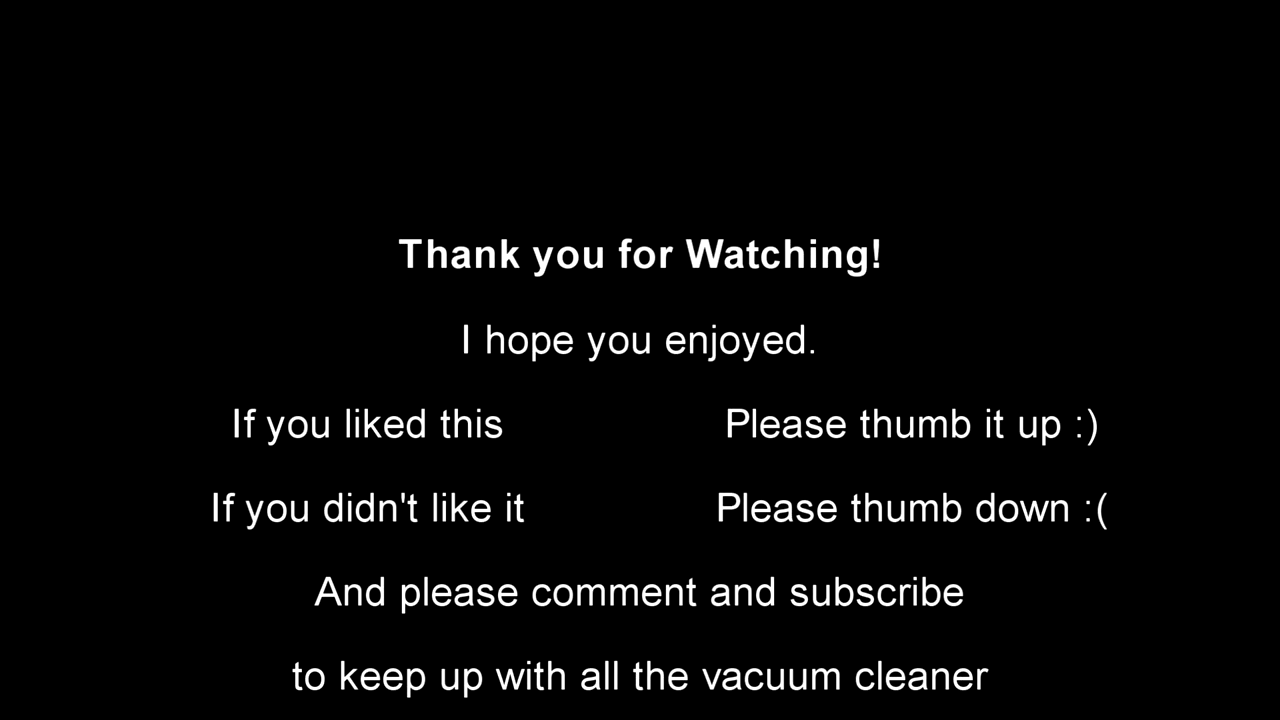 Thank you for Watching!
I hope you enjoyed.
If you liked this Please thumb it up :)
If you didn't like it Please thumb down :(
And please comment and subscribe
to keep up with all the vacuum cleaner